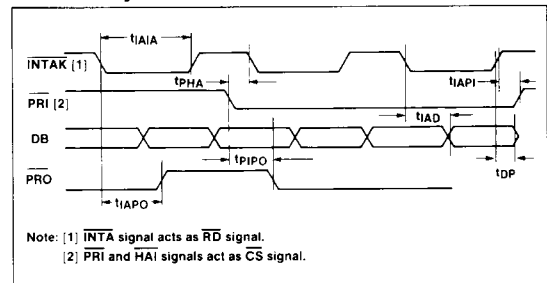 tIAIA
INTAK [1]
tPHA
tIAPI
PRI [2]
tIAD
DB
tPIPO
tDP
PRO
tIAPO
Note: [1] INTA signal acts as RD signal.
[2] PRI and HAI signals act as CS signal.